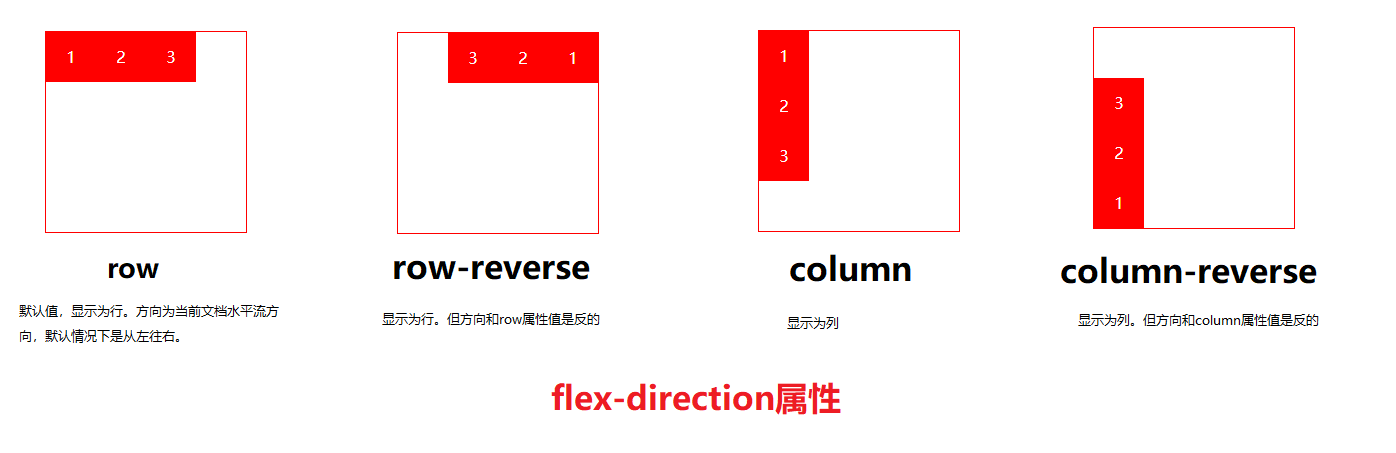 1 2 3
3 2 1
1
2
3
3
2
1
row
row-reverse
column
column-reverse
默认值，显示为行。方向为当前文档水平流方
向，默认情况下是从左往右。
显示为行。但方向和row属性值是反的
显示为列
显示为列。但方向和column属性值是反的
flex-direction属性